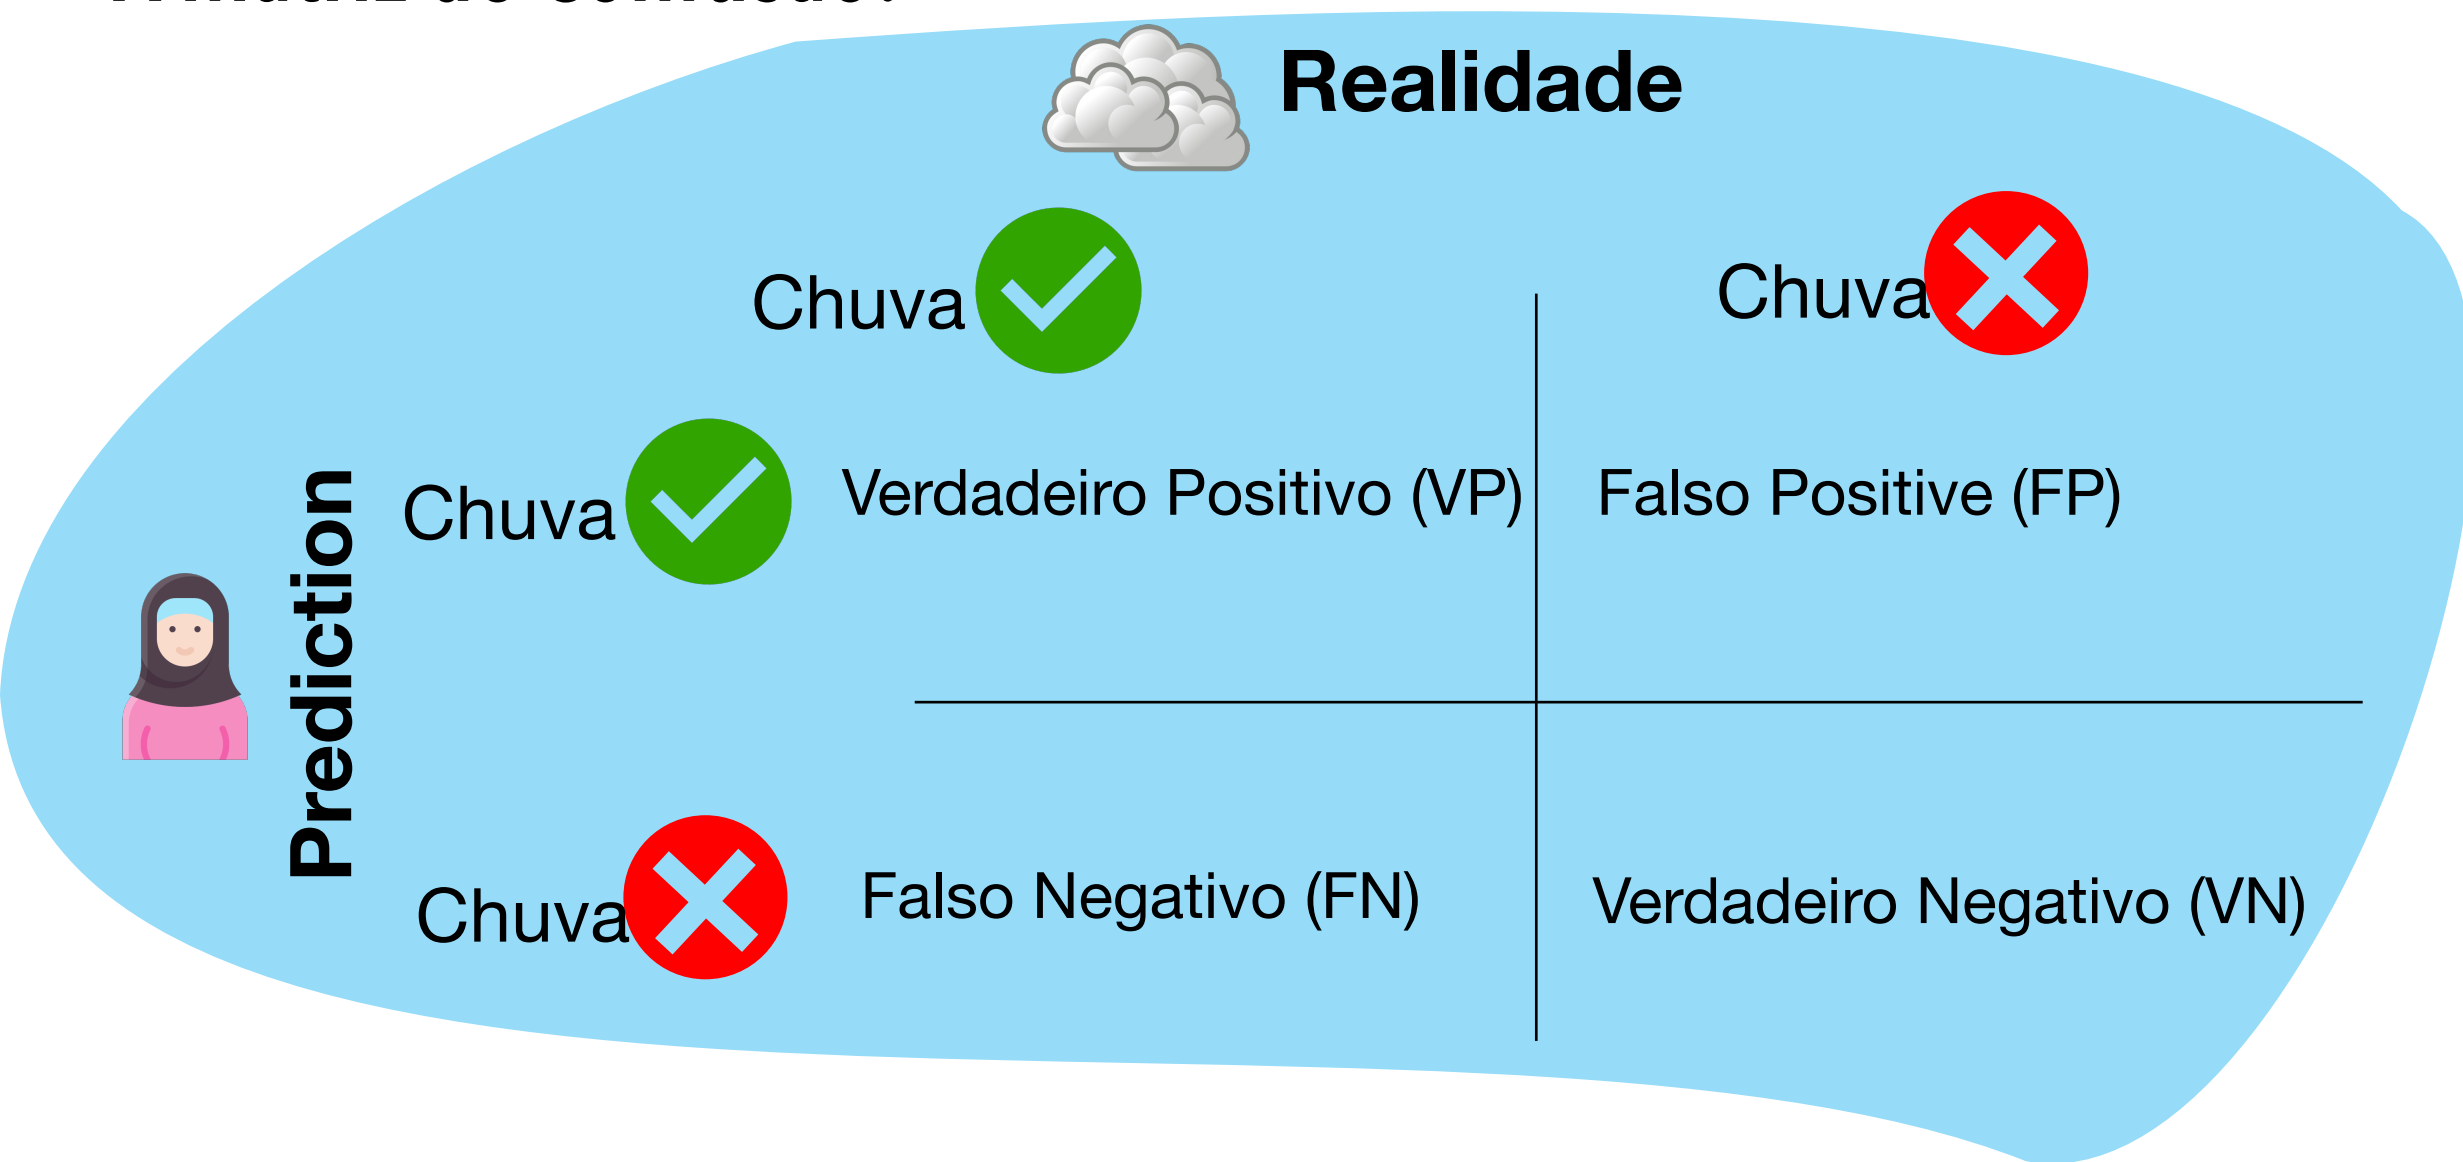 Realidade
Chuva
Chuva
Prediction
Chuva
Verdadeiro Positivo (VP)
Falso Positive (FP)
Chuva
Falso Negativo (FN)
Verdadeiro Negativo (VN)